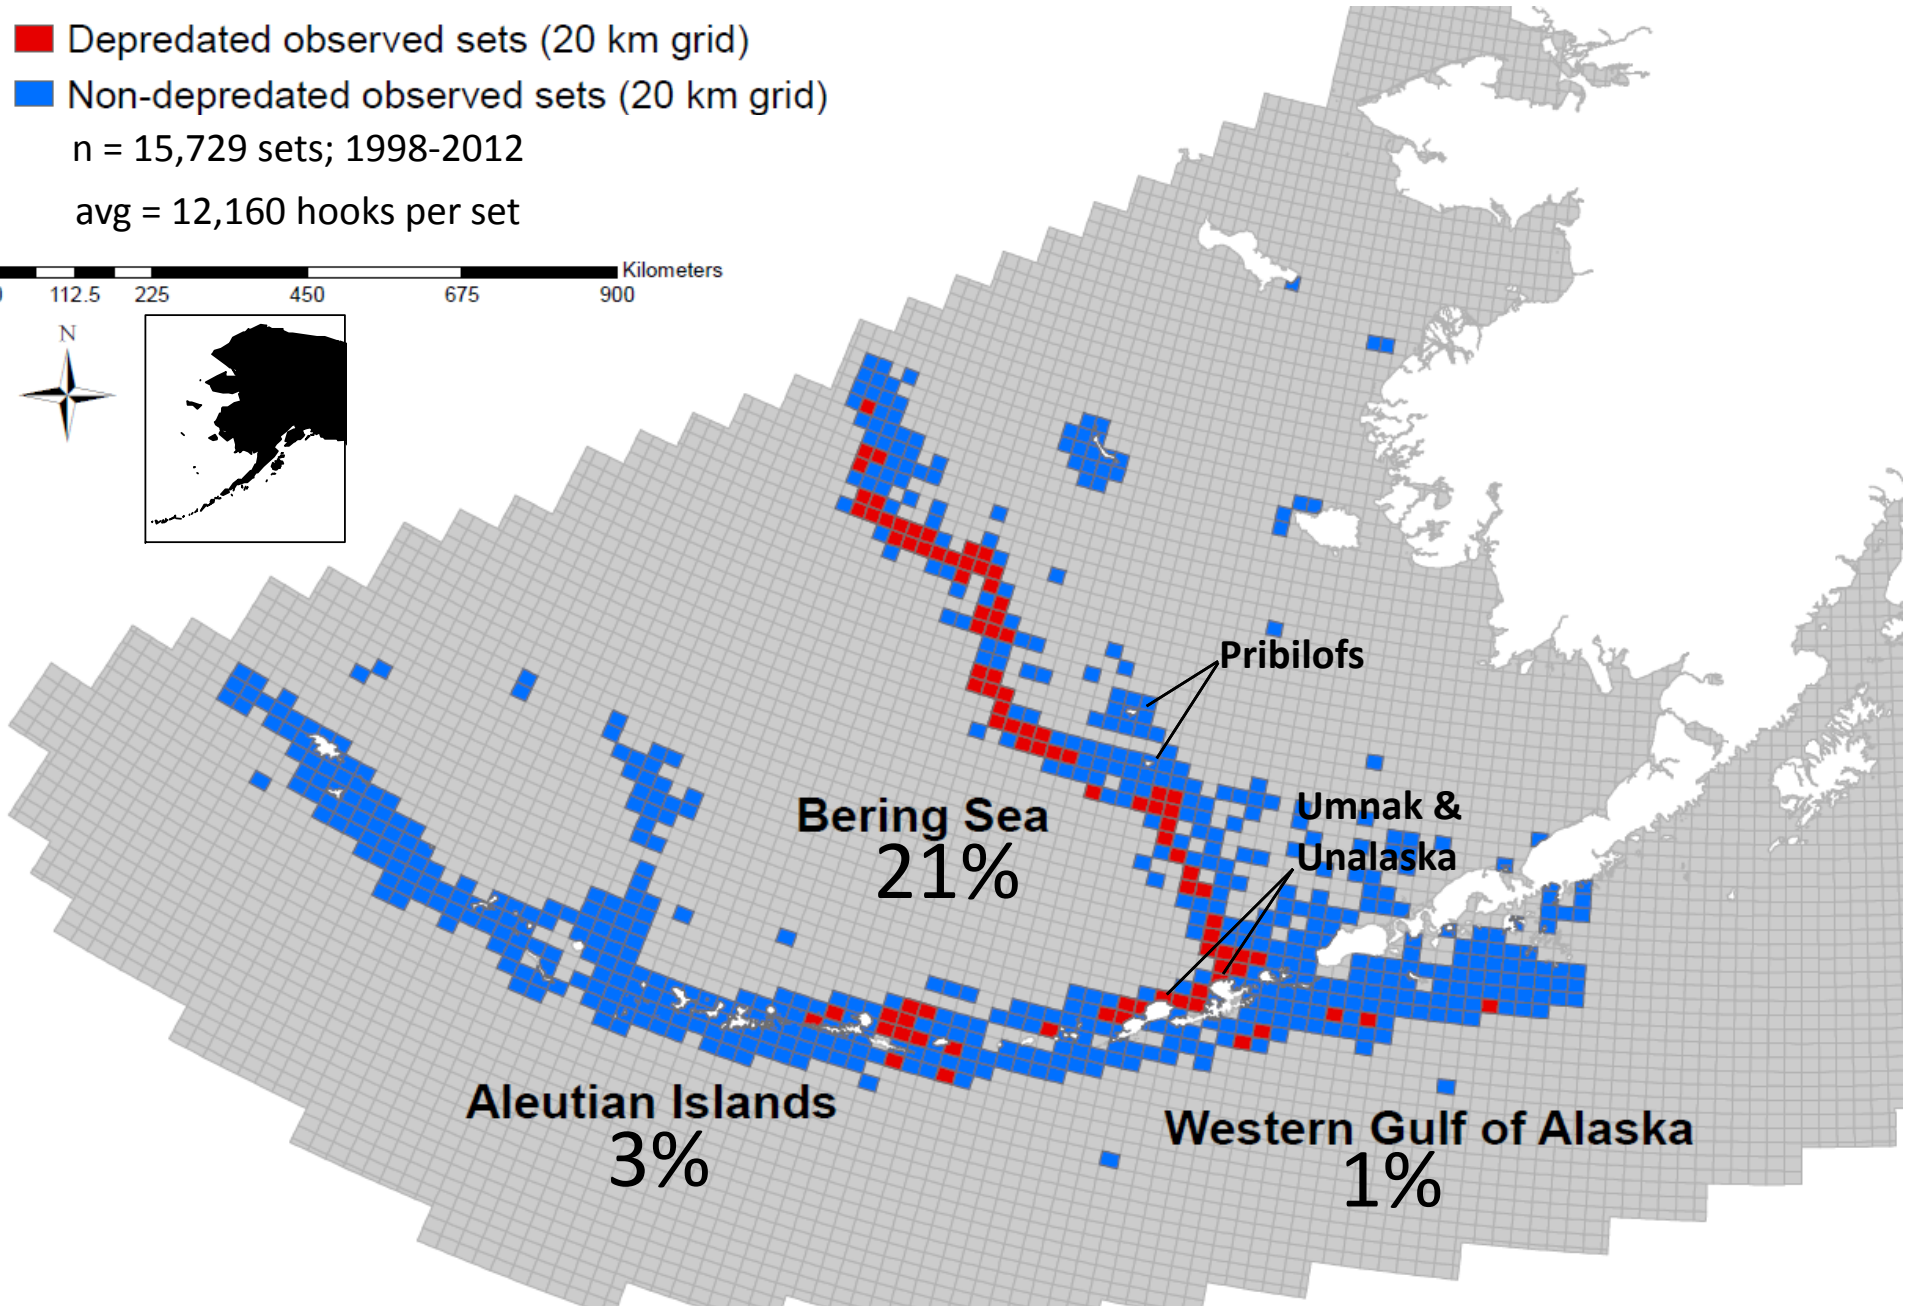 Depredated observed sets (20 km grid)
Non-depredated observed sets (20 km grid)
n = 15,729 sets; 1998-2012
avg = 12,160 hooks per set
Kilometers
0 112.5 225 450 675 900
N
Pribilofs
Umnak &
Unalaska
Bering Sea
21%
Aleutian Islands
3%
Western Gulf of Alaska
1%